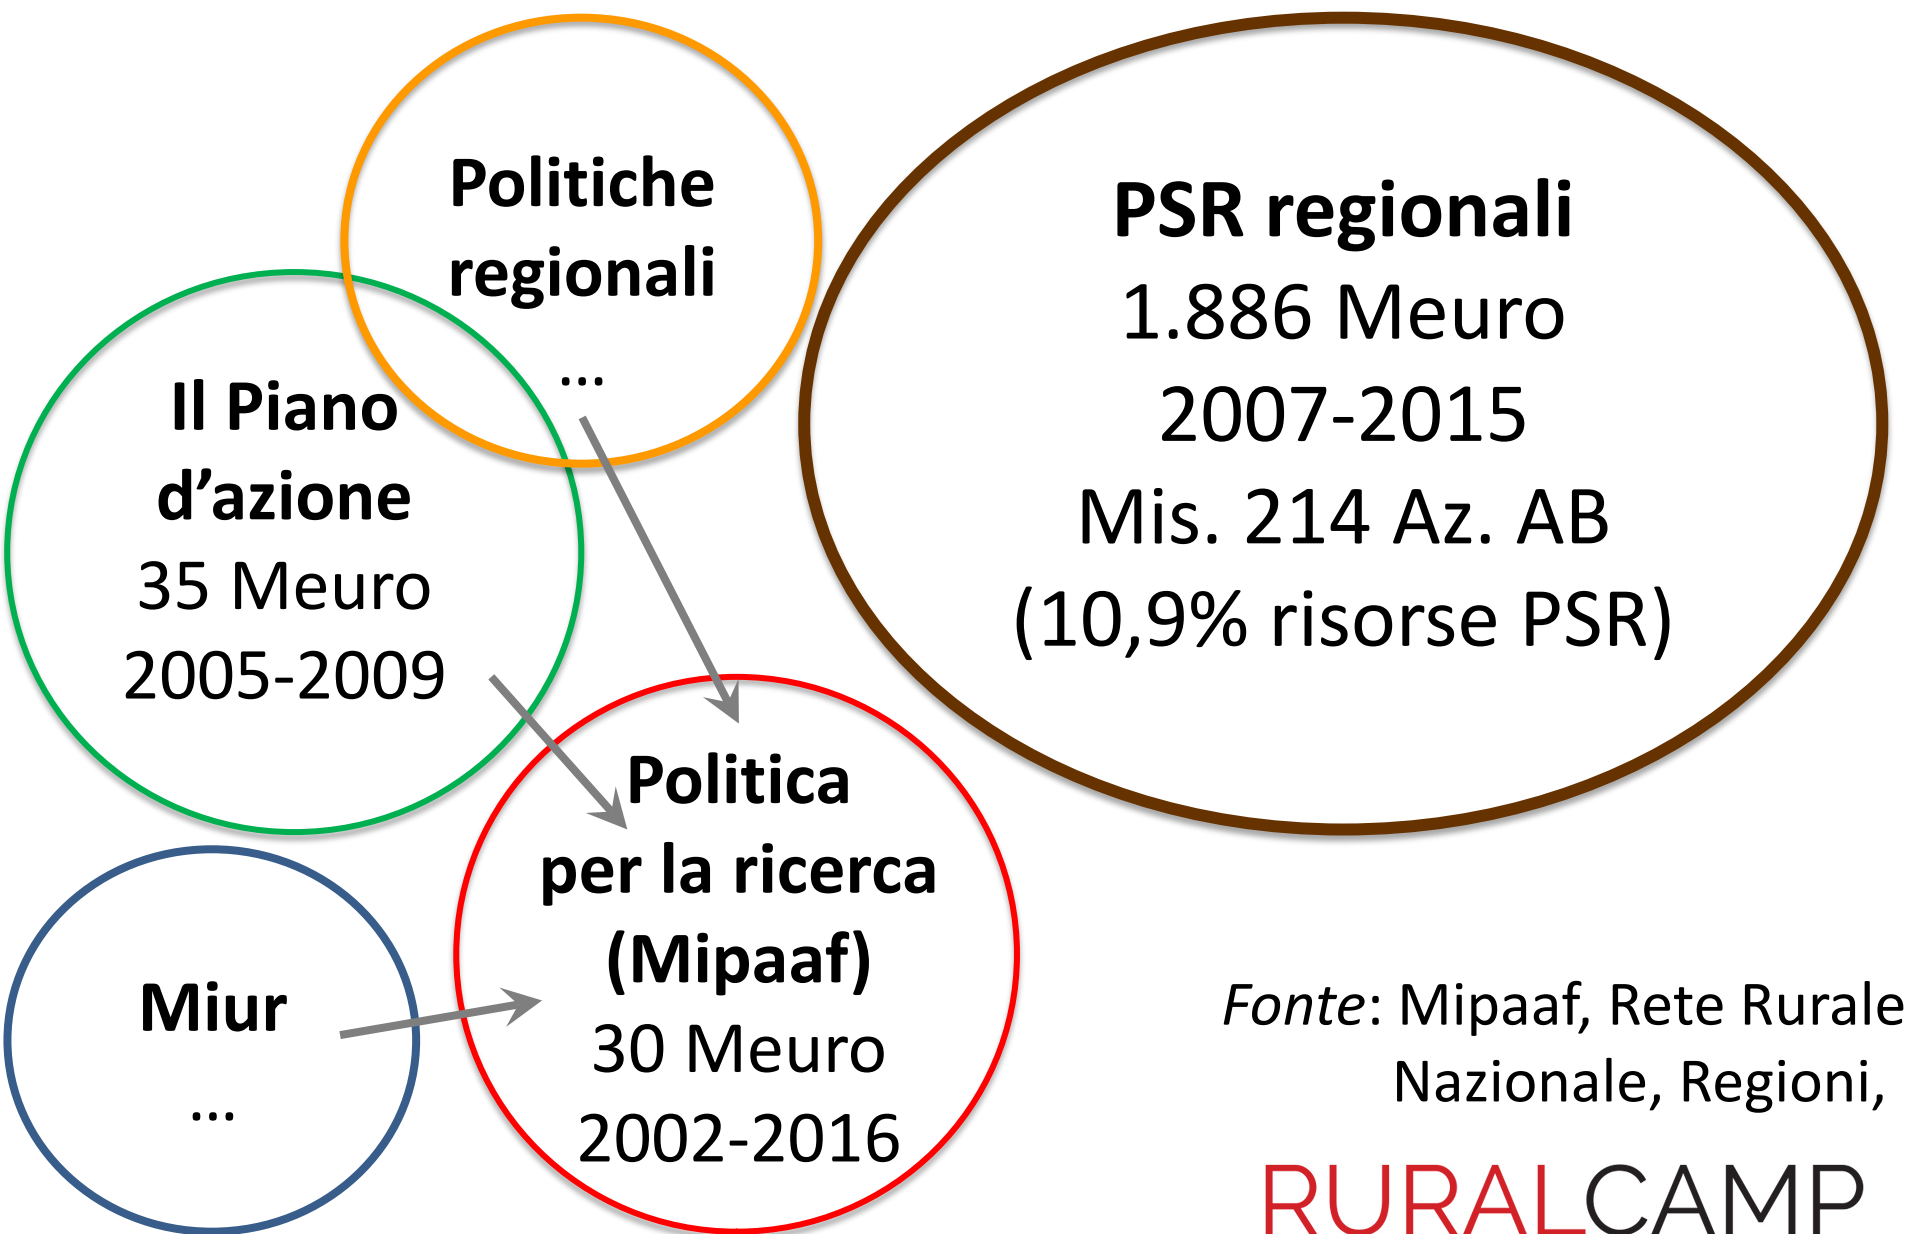 Politiche
regionali
...
PSR regionali
1.886 Meuro
2007-2015
Mis. 214 Az. AB
(10,9% risorse PSR)
Il Piano
d’azione
35 Meuro
2005-2009
Politica
per la ricerca
(Mipaaf)
30 Meuro
2002-2016
Miur
...
Fonte: Mipaaf, Rete Rurale
Nazionale, Regioni,
RURALCAMP